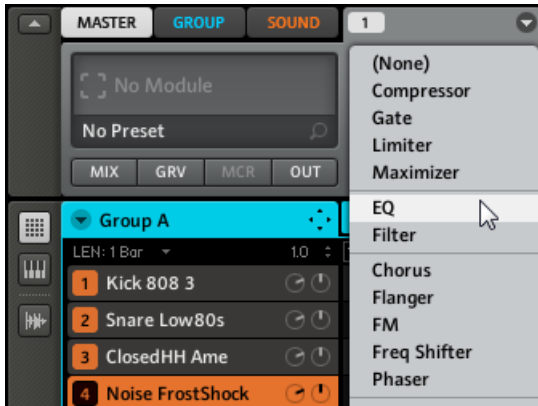 MASTER GROUP SOUND 1
No Module
No Preset
MIX GRV MCR OUT
(None)
Compressor
Gate
Limiter
Maximizer
EQ
Filter
Chorus
Flanger
FM
Freq Shifter
Phaser
Group A
LEN: 1 Bar 1.0
1 Kick 808 3
2 Snare Low80s
3 ClosedHH Ame
4 Noise FrostShock